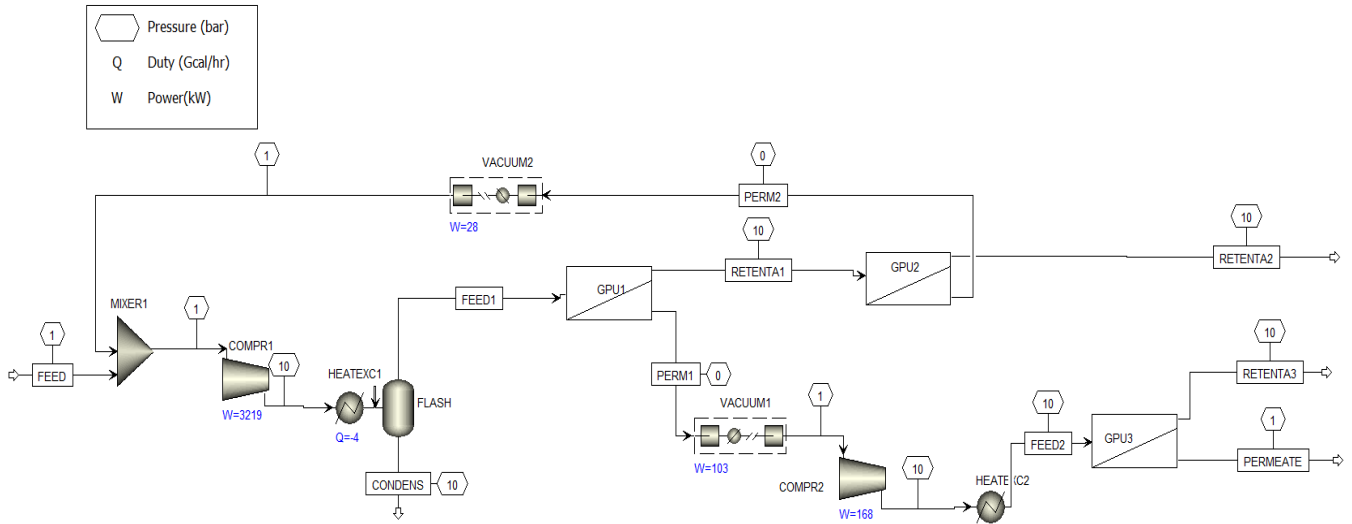 Pressure (bar)
Q Duty (Gcal/hr)
W Power(kW)
1
VACUUM2
W=28
0
PERM2
10
RETENTA1
GPU2
10
RETENTA2
MIXER1
1
1
FEED
COMPR1
W=3219
10
HEATEXC1
Q=-4
FLASH
FEED1
GPU1
CONDENS
10
PERM1
0
VACUUM1
W=103
1
COMPR2
W=168
10
HEATEXC2
10
FEED2
GPU3
10
RETENTA3
1
PERMEATE